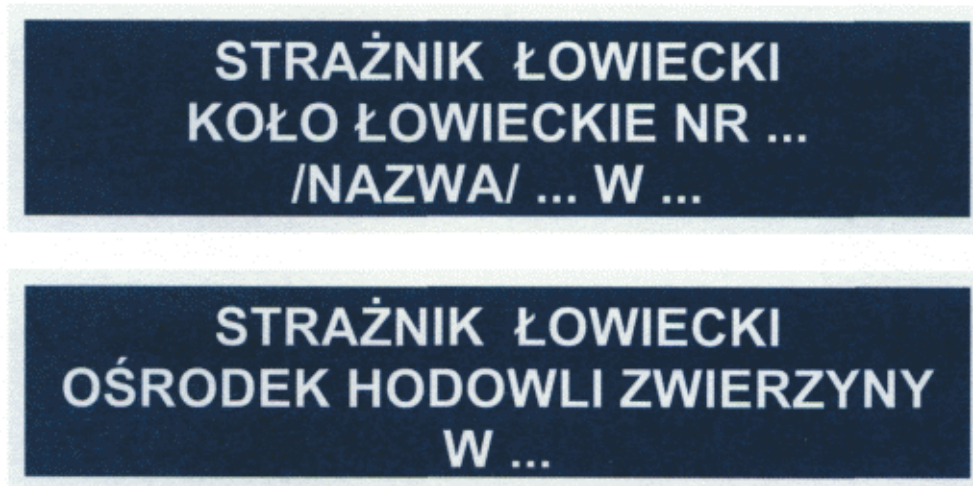 STRAŻNIK ŁOWIECKI
KOŁO ŁOWIECKIE NR ...
/NAZWA/ ... W ...
STRAŻNIK ŁOWIECKI
OŚRODEK HODOWLI ZWIERZYNY
W ...